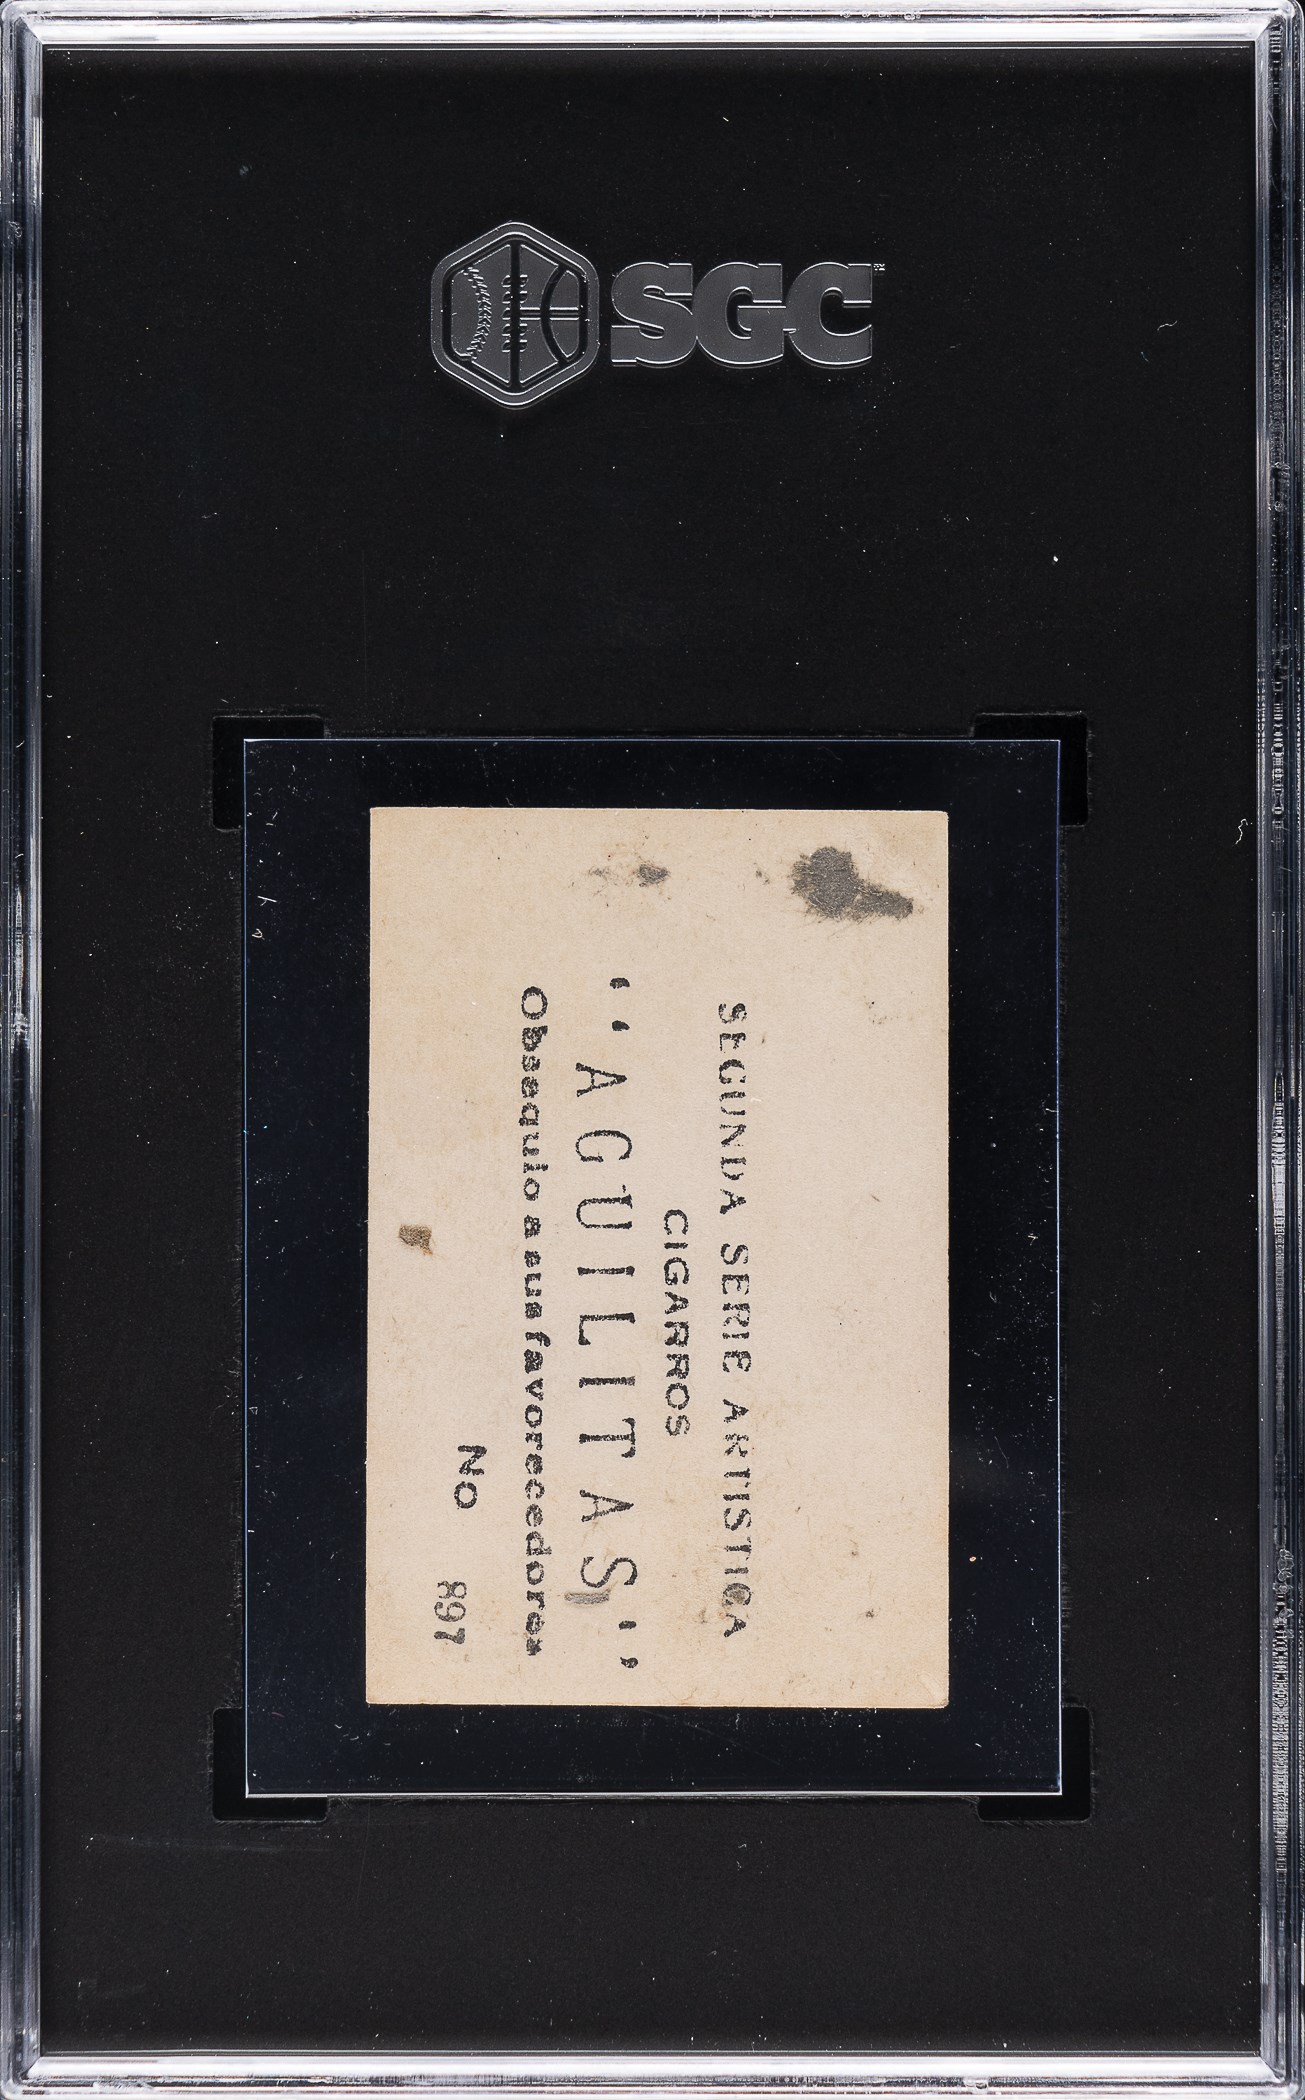 SGC
SEGUNDA SERIE ARTISTICA
CIGARROS
"AGUILITAS"
Obsequio a sus favorecedores
NO 897